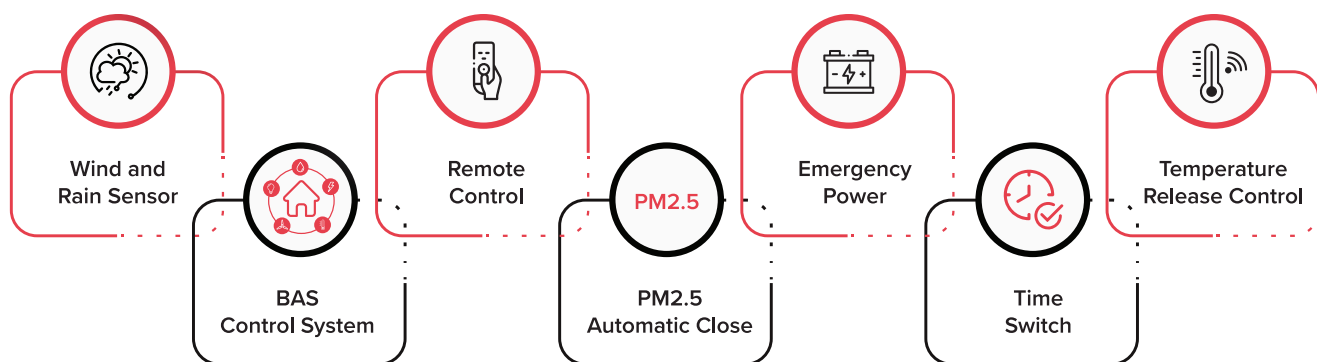 Wind and
Rain Sensor
BAS
Control System
Remote
Control
PM2.5
PM2.5
Automatic Close
Emergency
Power
Time
Switch
Temperature
Release Control